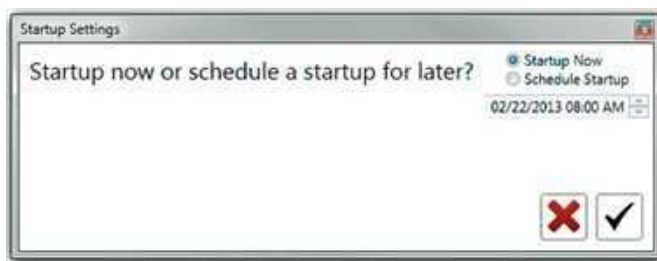 Startup Settings
Startup now or schedule a startup for later?
Startup Now
Schedule Startup
02/22/2013 08:00 AM